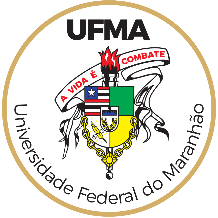 UFMA
A VIDA É COMBATE
Universidade Federal do Maranhão